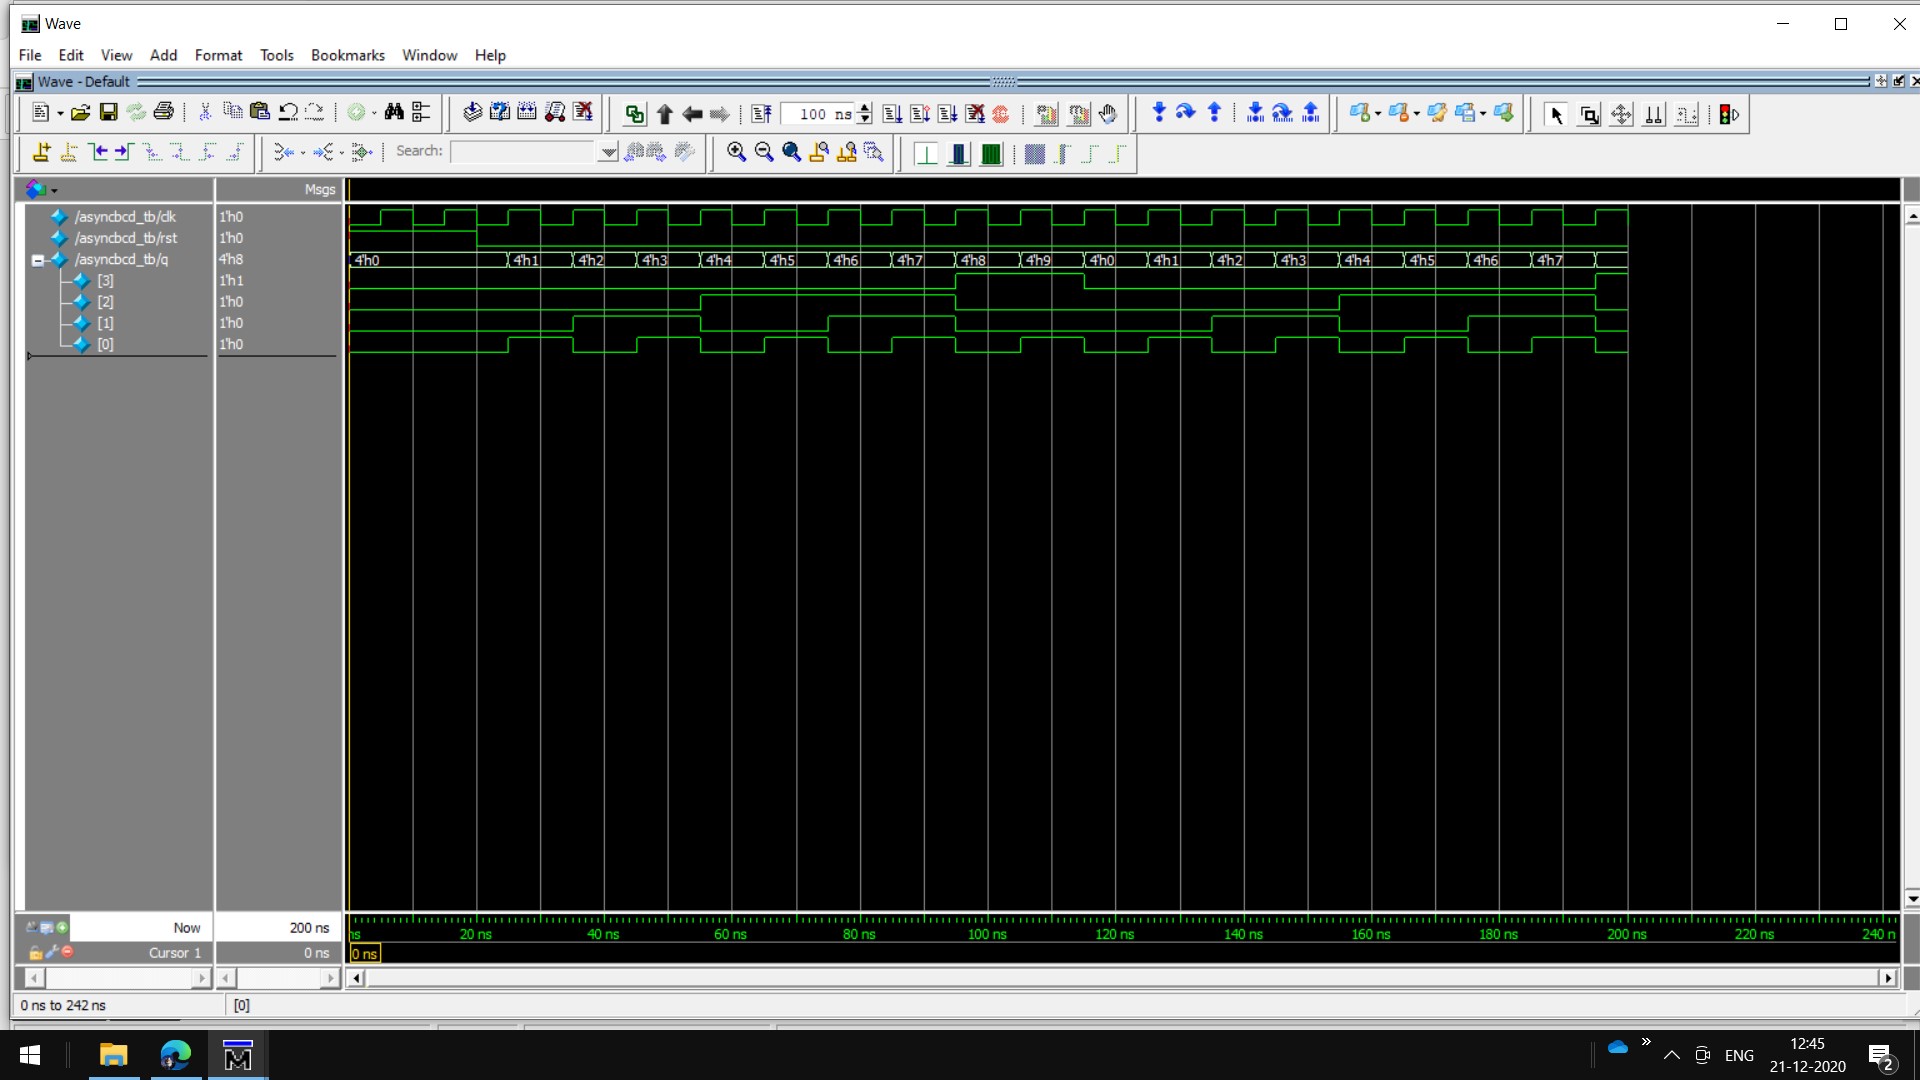 Wave
File Edit View Add Format Tools Bookmarks Window Help
Wave - Default
100 ns
Search:
Msgs
/asyncbcd_tb/clk 1'h0
/asyncbcd_tb/rst 1'h0
/asyncbcd_tb/q 4'h8 4'h0 4'h1 4'h2 4'h3 4'h4 4'h5 4'h6 4'h7 4'h8 4'h9 4'h0 4'h1 4'h2 4'h3 4'h4 4'h5 4'h6 4'h7
[3] 1'h1
[2] 1'h0
[1] 1'h0
[0] 1'h0
Now 200 ns ns 20 ns 40 ns 60 ns 80 ns 100 ns 120 ns 140 ns 160 ns 180 ns 200 ns 220 ns 240 n
Cursor 1 0 ns 0 ns
0 ns to 242 ns [0]
ENG
12:45
21-12-2020
2